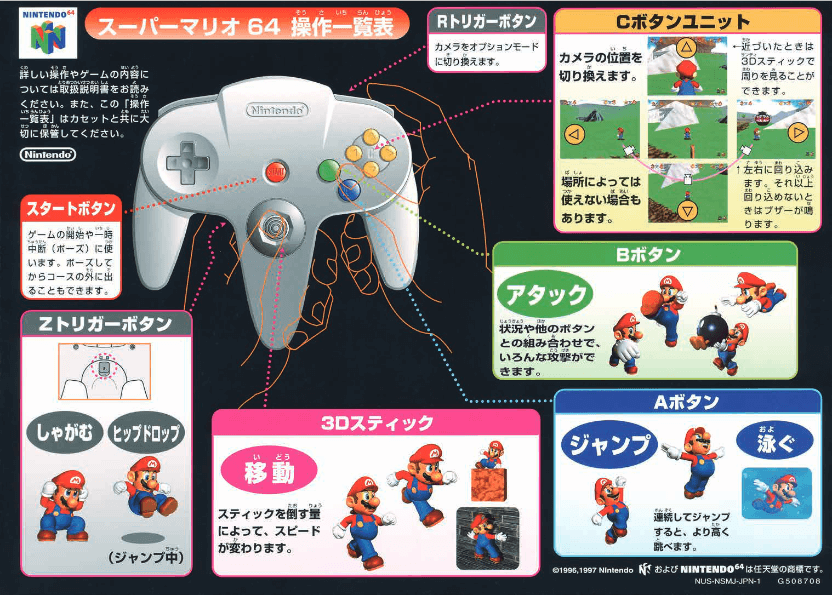 NINTENDO64
スーパーマリオ 64 操作一覧表
詳しい操作やゲームの内容に
ついては取扱説明書をお読み
ください。また、この「操作
一覧表」はカセットと共に大
切に保管してください。
Nintendo
Nintendo
START
Rトリガーボタン
カメラをオプションモード
に切り換えます。
Cボタンユニット
カメラの位置を
切り換えます。
←近づいたときは
3Dスティックで
周りを見ることが
できます。
場所によっては
使えない場合も
あります。
↑左右に回り込み
ます。それ以上
回り込めないと
きはブザーが鳴
ります。
スタートボタン
ゲームの開始や一時
中断（ポーズ）に使
います。ポーズして
からコースの外に出
ることもできます。
Bボタン
アタック
状況や他のボタン
との組み合わせで、
いろんな攻撃がで
きます。
Zトリガーボタン
しゃがむ
ヒップドロップ
（ジャンプ中）
3Dスティック
移動
スティックを倒す量
によって、スピード
が変わります。
Aボタン
ジャンプ
泳ぐ
連続してジャンプ
すると、より高く
跳べます。
©1996,1997 Nintendo および NINTENDO64は任天堂の商標です。
NUS-NSMJ-JPN-1 G508708